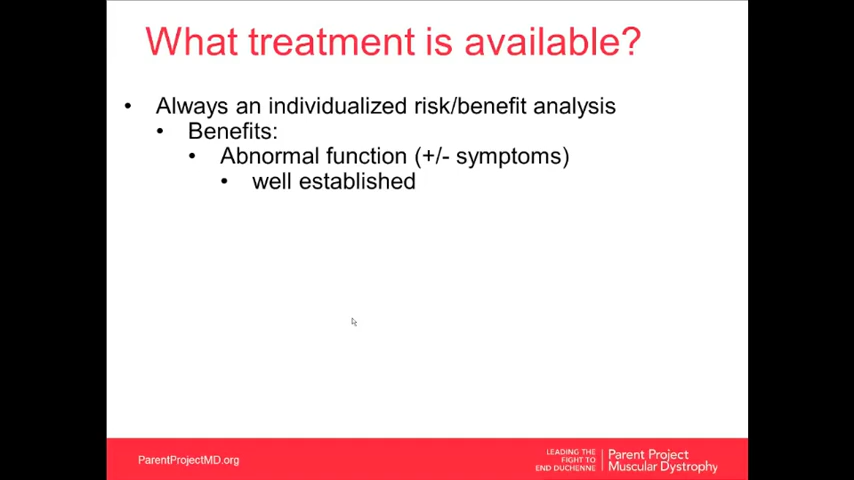 What treatment is available?
• Always an individualized risk/benefit analysis
• Benefits:
• Abnormal function (+/- symptoms)
• well established
ParentProjectMD.org
LEADING THE
FIGHT TO
END DUCHENNE
Parent Project
Muscular Dystrophy